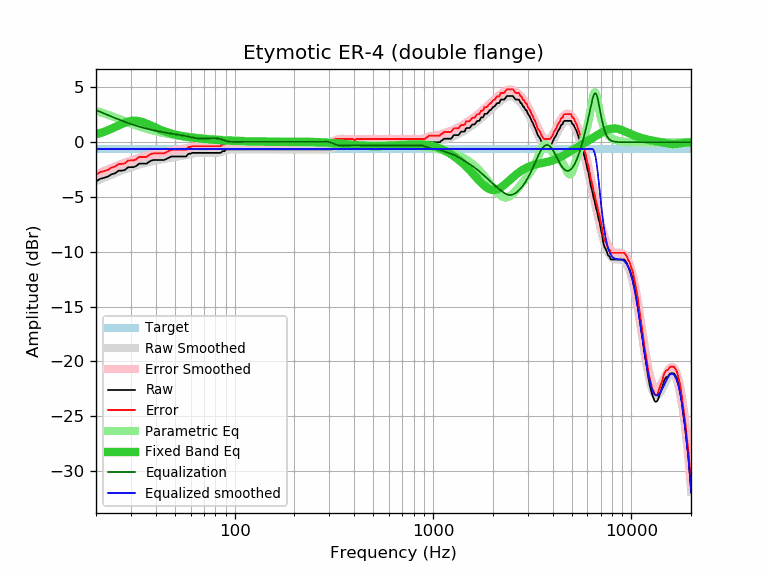 Etymotic ER-4 (double flange)
5
0
−5
−10
−15
−20
−25
−30
Amplitude (dBr)
Target
Raw Smoothed
Error Smoothed
Raw
Error
Parametric Eq
Fixed Band Eq
Equalization
Equalized smoothed
100
1000
10000
Frequency (Hz)